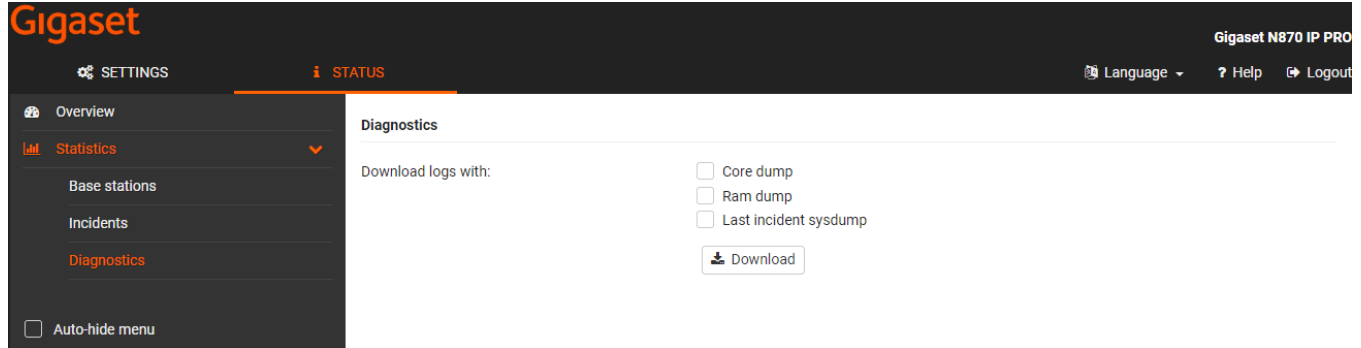 Gigaset
Gigaset N870 IP PRO
SETTINGS
STATUS
Language
? Help
Logout
Overview
Statistics
Base stations
Incidents
Diagnostics
Auto-hide menu
Diagnostics
Download logs with:
Core dump
Ram dump
Last incident sysdump
Download